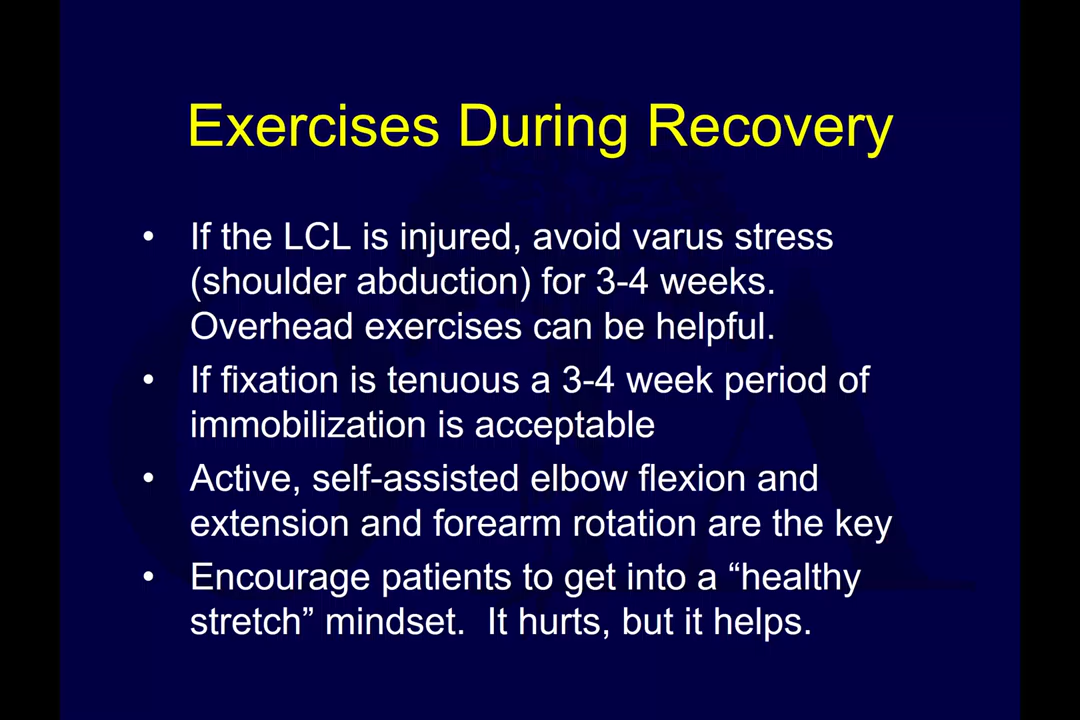 Exercises During Recovery
• If the LCL is injured, avoid varus stress
(shoulder abduction) for 3-4 weeks.
Overhead exercises can be helpful.
• If fixation is tenuous a 3-4 week period of
immobilization is acceptable
• Active, self-assisted elbow flexion and
extension and forearm rotation are the key
• Encourage patients to get into a “healthy
stretch” mindset.  It hurts, but it helps.